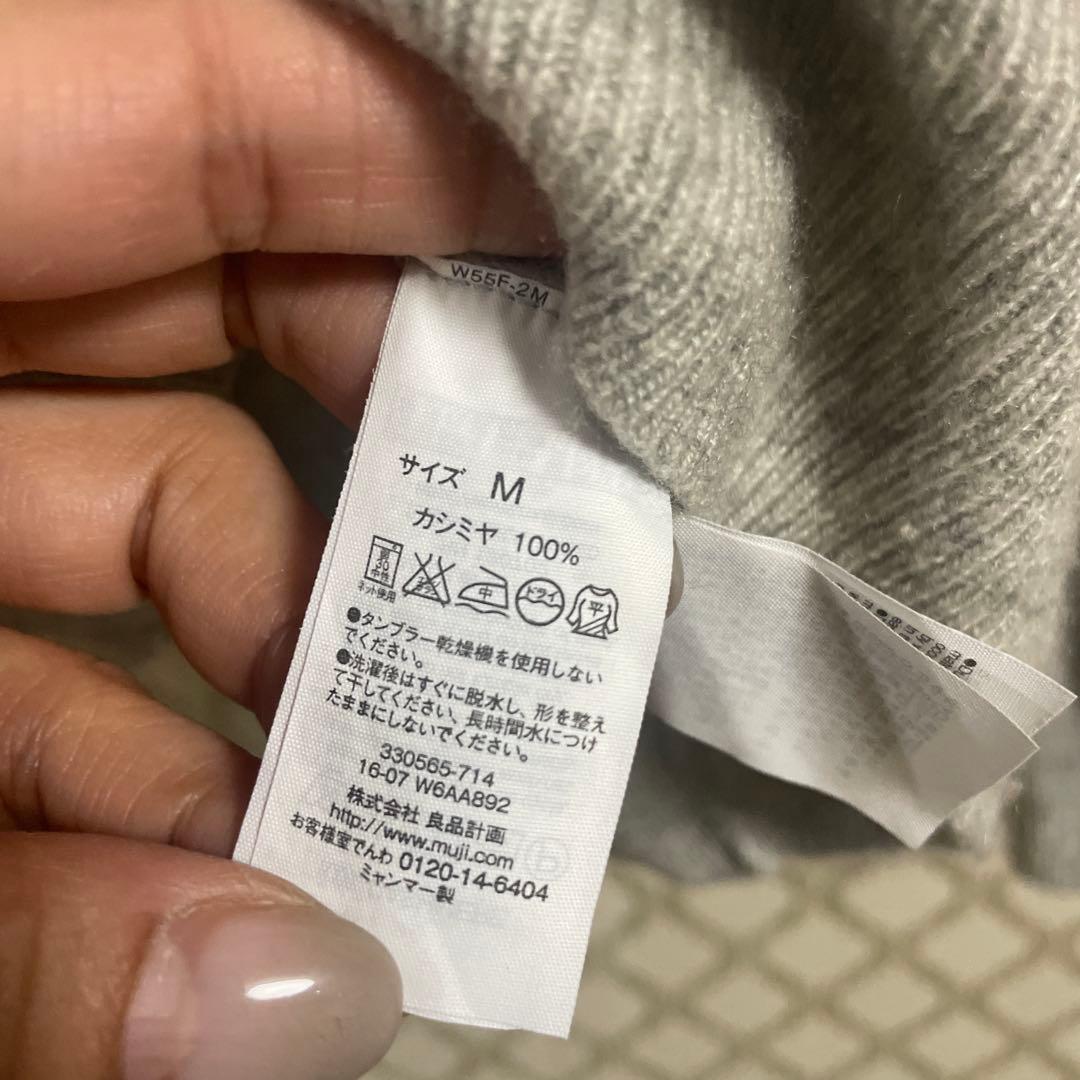 W55F-2M
サイズ M
カシミヤ 100%
30
中性
ネット使用
中
ドライ
平
●タンブラー乾燥機を使用しない
でください。
●洗濯後はすぐに脱水し、形を整え
て干してください、長時間水につけ
たままにしないでください。
330565-714
16-07 W6AA892
株式会社 良品計画
http://www.muji.com
お客様室でんわ 0120-14-6404
ミャンマー製